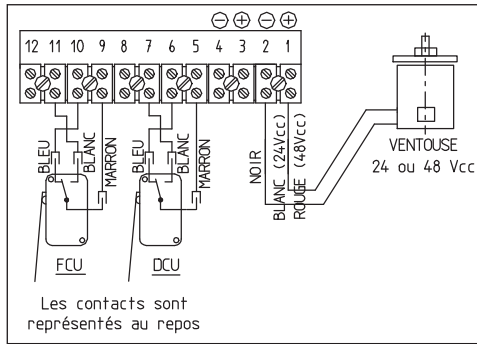 ⊖ ⊕ ⊖ ⊕
12 11 10 9 8 7 6 5 4 3 2 1
BLEU
BLANC
MARRON
BLEU
BLANC
MARRON
NOIR
BLANC (24Vcc)
ROUGE (48Vcc)
VENTOUSE
24 ou 48 Vcc
FCU
DCU
Les contacts sont
représentés au repos